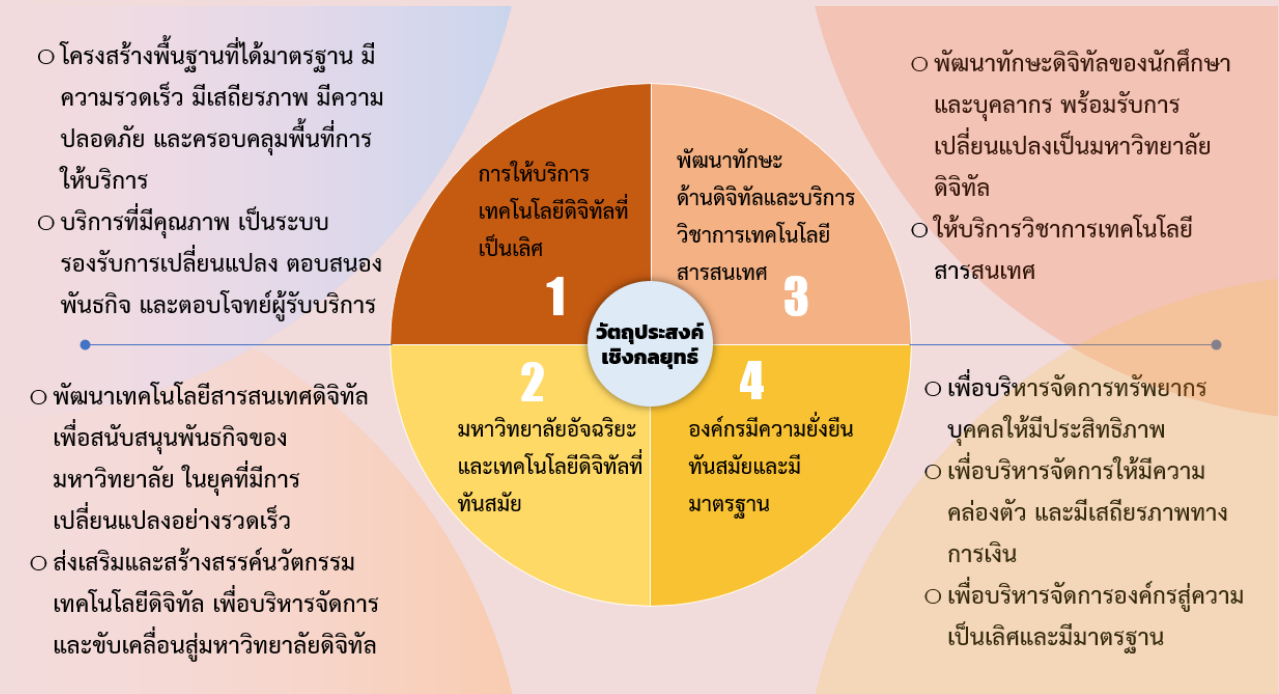 โครงสร้างพื้นฐานที่ได้มาตรฐาน มี
ความรวดเร็ว มีเสถียรภาพ มีความ
ปลอดภัย และครอบคลุมพื้นที่การ
ให้บริการ
บริการที่มีคุณภาพ เป็นระบบ
รองรับการเปลี่ยนแปลง ตอบสนอง
พันธกิจ และตอบโจทย์ผู้รับบริการ
การให้บริการ
เทคโนโลยีดิจิทัลที่
เป็นเลิศ
1
พัฒนาทักษะ
ด้านดิจิทัลและบริการ
วิชาการเทคโนโลยี
สารสนเทศ
3
พัฒนาทักษะดิจิทัลของนักศึกษา
และบุคลากร พร้อมรับการ
เปลี่ยนแปลงเป็นมหาวิทยาลัย
ดิจิทัล
ให้บริการวิชาการเทคโนโลยี
สารสนเทศ
วัตถุประสงค์
เชิงกลยุทธ์
พัฒนาเทคโนโลยีสารสนเทศดิจิทัล
เพื่อสนับสนุนพันธกิจของ
มหาวิทยาลัย ในยุคที่มีการ
เปลี่ยนแปลงอย่างรวดเร็ว
ส่งเสริมและสร้างสรรค์นวัตกรรม
เทคโนโลยีดิจิทัล เพื่อบริหารจัดการ
และขับเคลื่อนสู่มหาวิทยาลัยดิจิทัล
2
มหาวิทยาลัยอัจฉริยะ
และเทคโนโลยีดิจิทัลที่
ทันสมัย
4
องค์กรมีความยั่งยืน
ทันสมัยและมี
มาตรฐาน
เพื่อบริหารจัดการทรัพยากร
บุคคลให้มีประสิทธิภาพ
เพื่อบริหารจัดการให้มีความ
คล่องตัว และมีเสถียรภาพทาง
การเงิน
เพื่อบริหารจัดการองค์กรสู่ความ
เป็นเลิศและมีมาตรฐาน